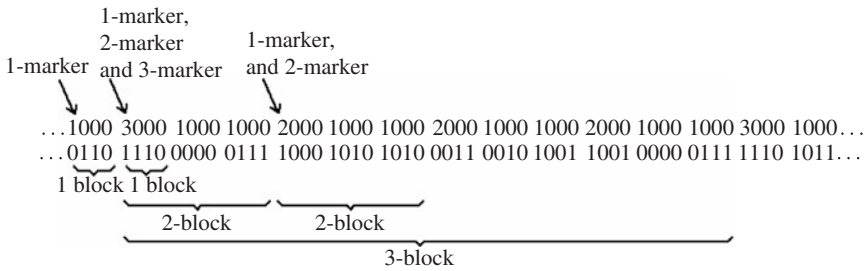 1-marker
1-marker,
2-marker
and 3-marker
1-marker,
and 2-marker
...1000 3000 1000 1000 2000 1000 1000 2000 1000 1000 2000 1000 1000 3000 1000...
...0110 1110 0000 0111 1000 1010 1010 0011 0010 1001 1001 0000 0111 1110 1011...
1 block 1 block
2-block 2-block
3-block